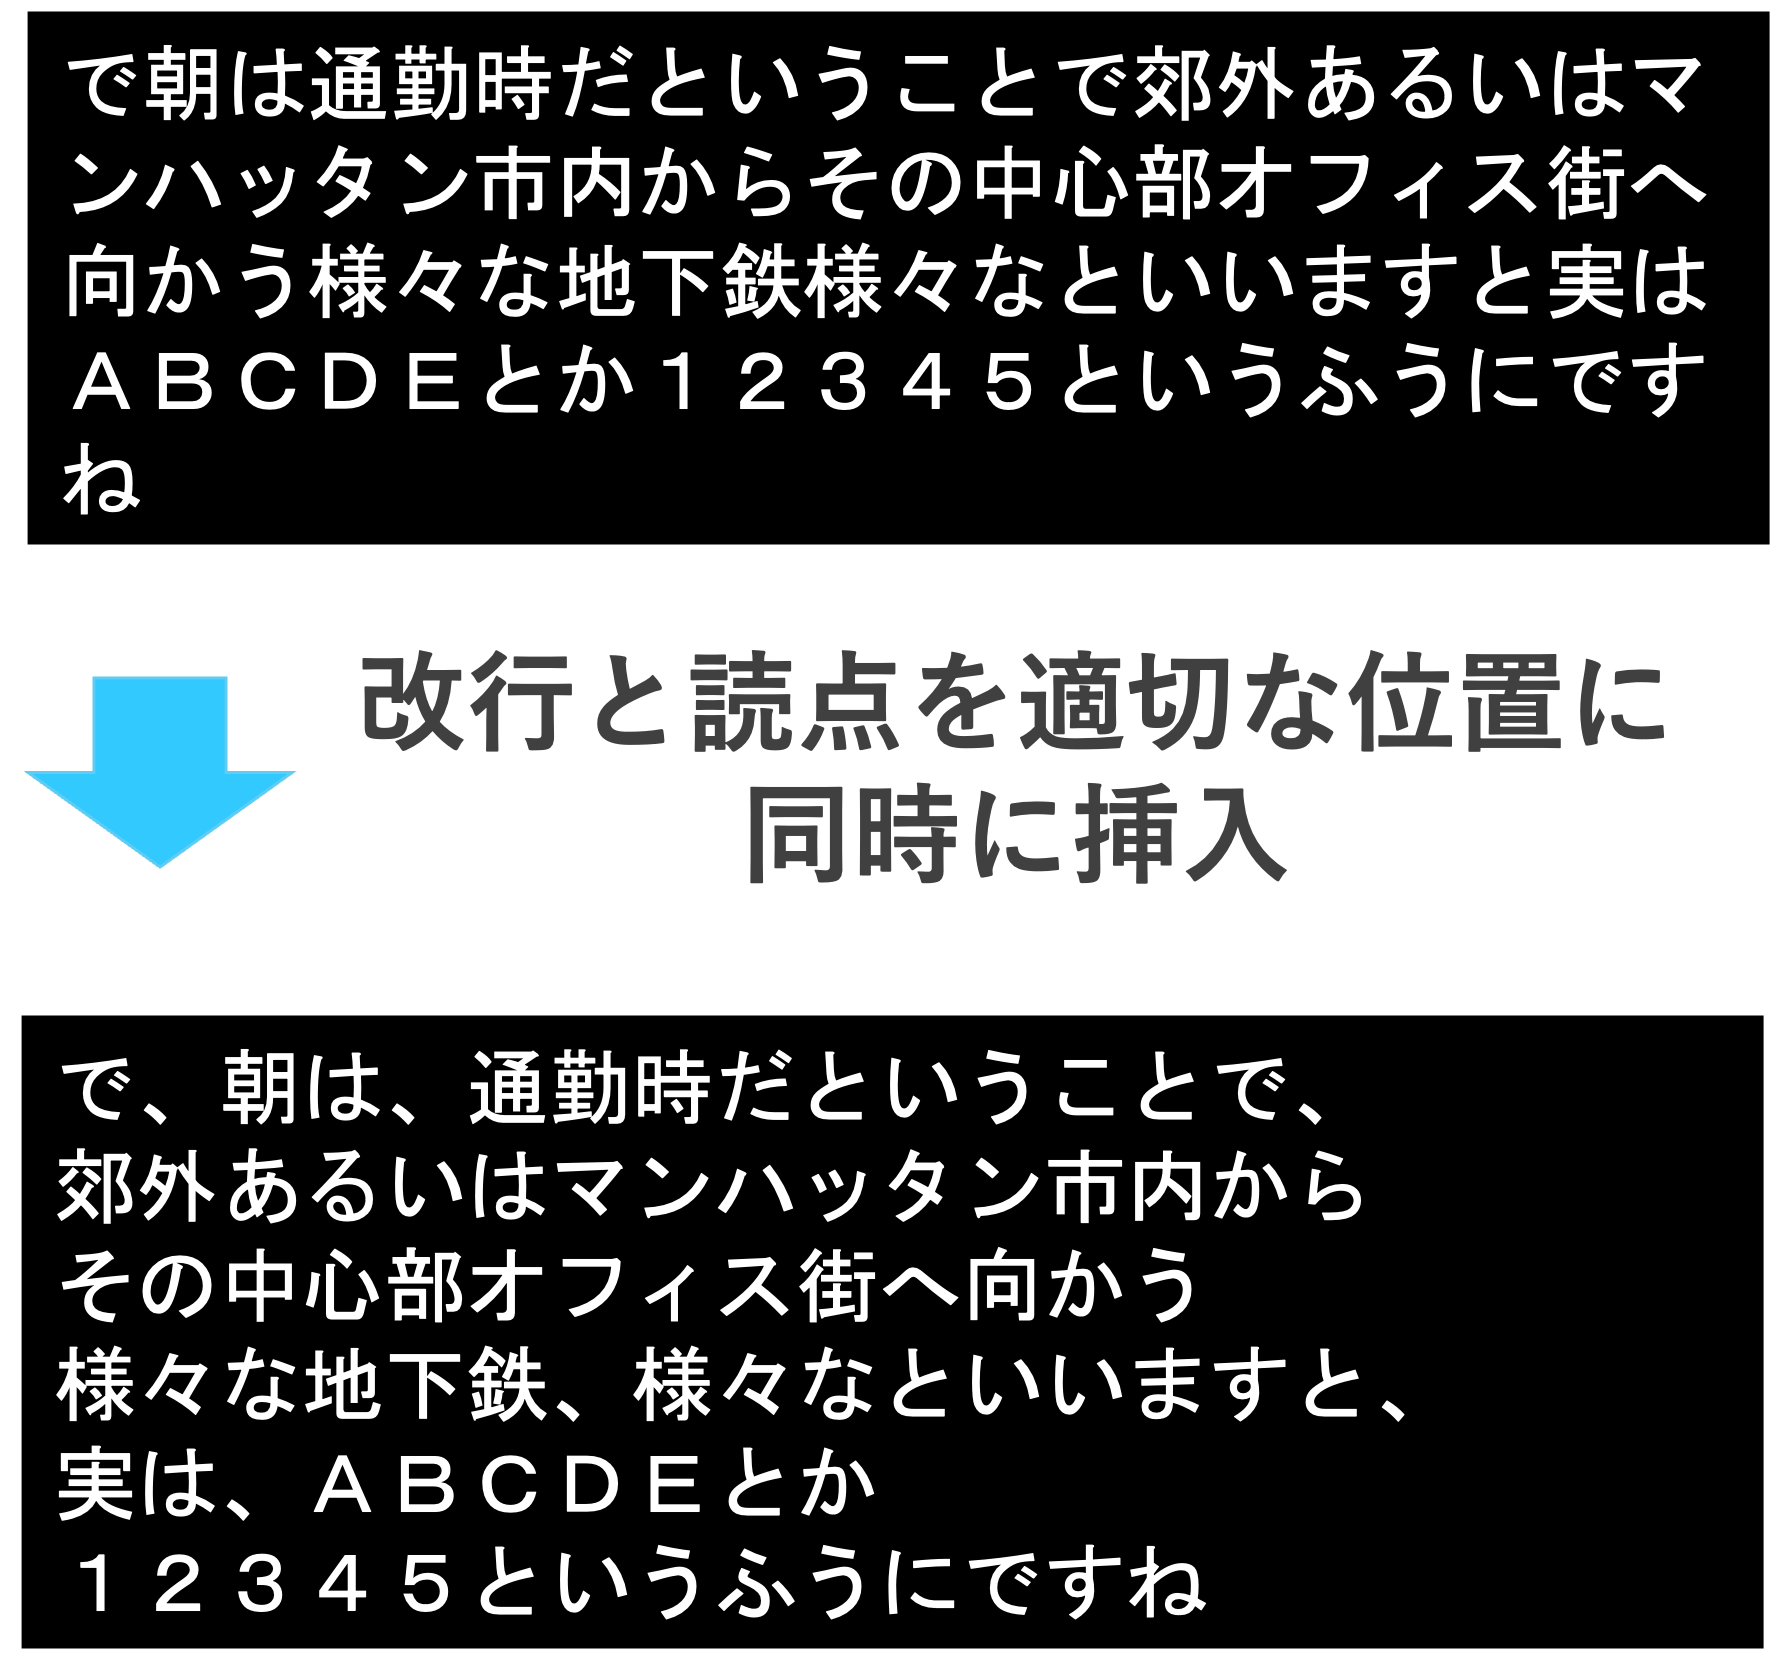 で朝は通勤時だということで郊外あるいはマ
ンハッタン市内からその中心部オフィス街へ
向かう様々な地下鉄様々なといいますと実は
ＡＢＣＤＥとか１２３４５というふうにです
ね
改行と読点を適切な位置に
同時に挿入
で、朝は、通勤時だということで、
郊外あるいはマンハッタン市内から
その中心部オフィス街へ向かう
様々な地下鉄、様々なといいますと、
実は、ＡＢＣＤＥとか
１２３４５というふうにですね